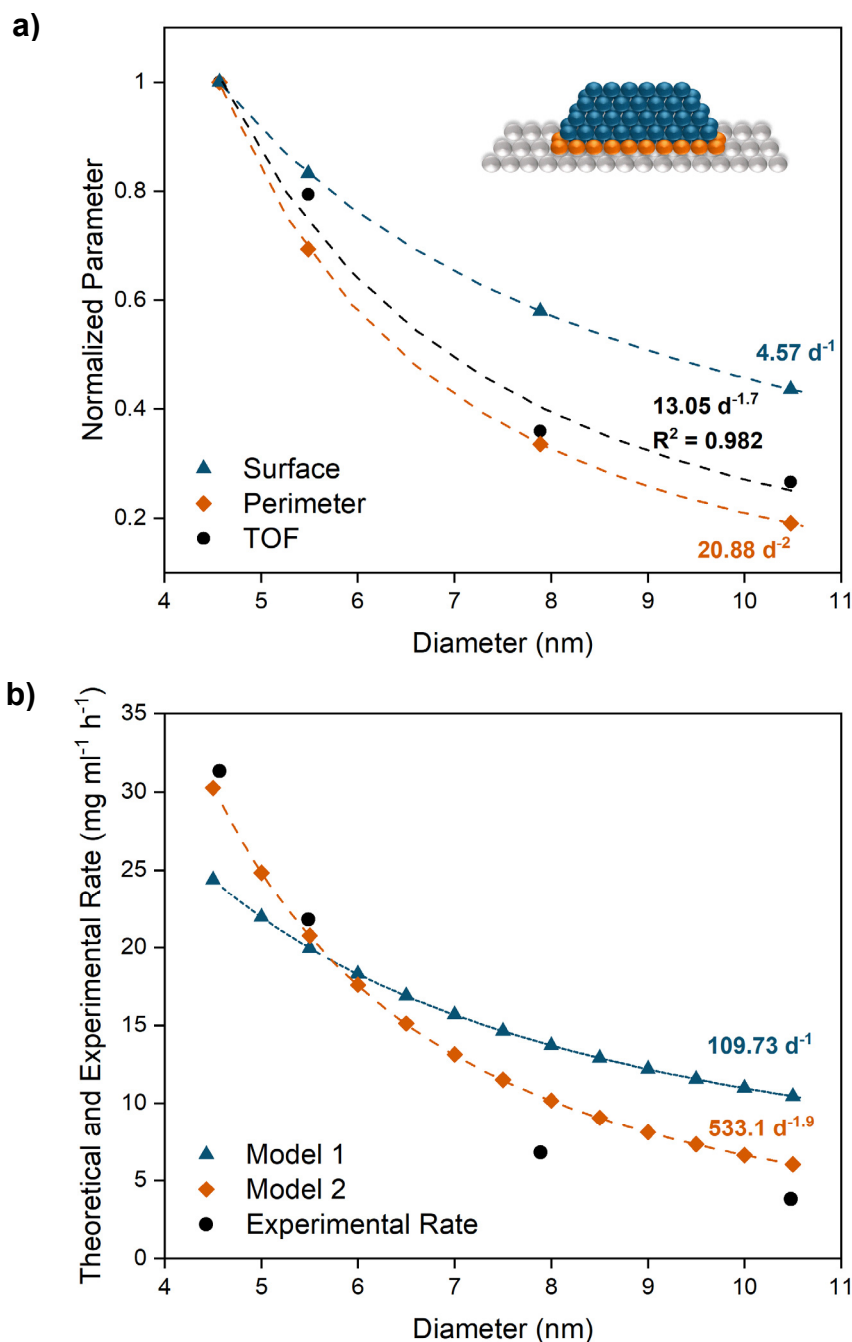 a)
Normalized Parameter
1
0.8
0.6
0.4
0.2
4.57 d⁻¹
13.05 d⁻¹·⁷
R² = 0.982
20.88 d⁻²
Surface
Perimeter
TOF
4 5 6 7 8 9 10 11
Diameter (nm)
b)
Theoretical and Experimental Rate (mg ml⁻¹ h⁻¹)
35
30
25
20
15
10
5
0
109.73 d⁻¹
533.1 d⁻¹·⁹
Model 1
Model 2
Experimental Rate
4 5 6 7 8 9 10 11
Diameter (nm)